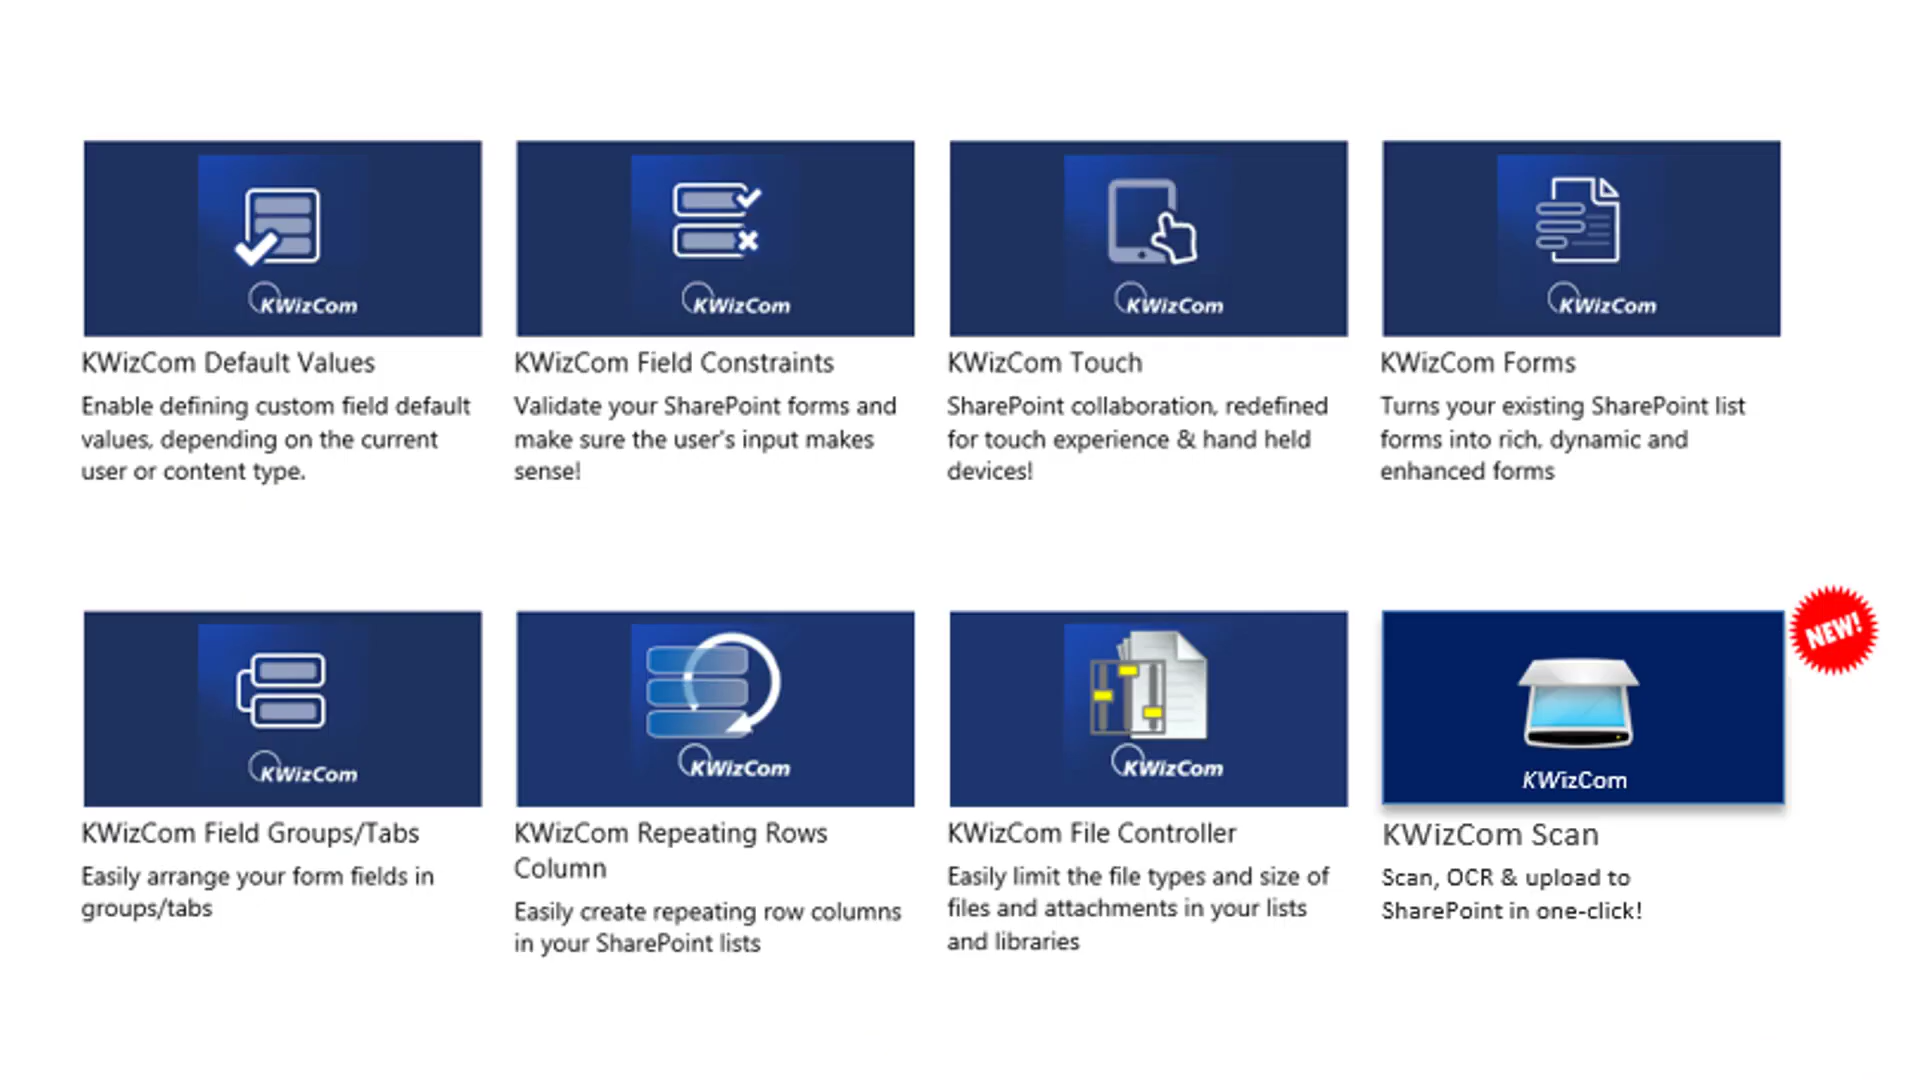 KWizCom
KWizCom
KWizCom
KWizCom
KWizCom Default Values
Enable defining custom field default
values, depending on the current
user or content type.
KWizCom Field Constraints
Validate your SharePoint forms and
make sure the user's input makes
sense!
KWizCom Touch
SharePoint collaboration, redefined
for touch experience & hand held
devices!
KWizCom Forms
Turns your existing SharePoint list
forms into rich, dynamic and
enhanced forms
KWizCom
KWizCom
KWizCom
KWizCom
NEW!
KWizCom Field Groups/Tabs
Easily arrange your form fields in
groups/tabs
KWizCom Repeating Rows
Column
Easily create repeating row columns
in your SharePoint lists
KWizCom File Controller
Easily limit the file types and size of
files and attachments in your lists
and libraries
KWizCom Scan
Scan, OCR & upload to
SharePoint in one-click!